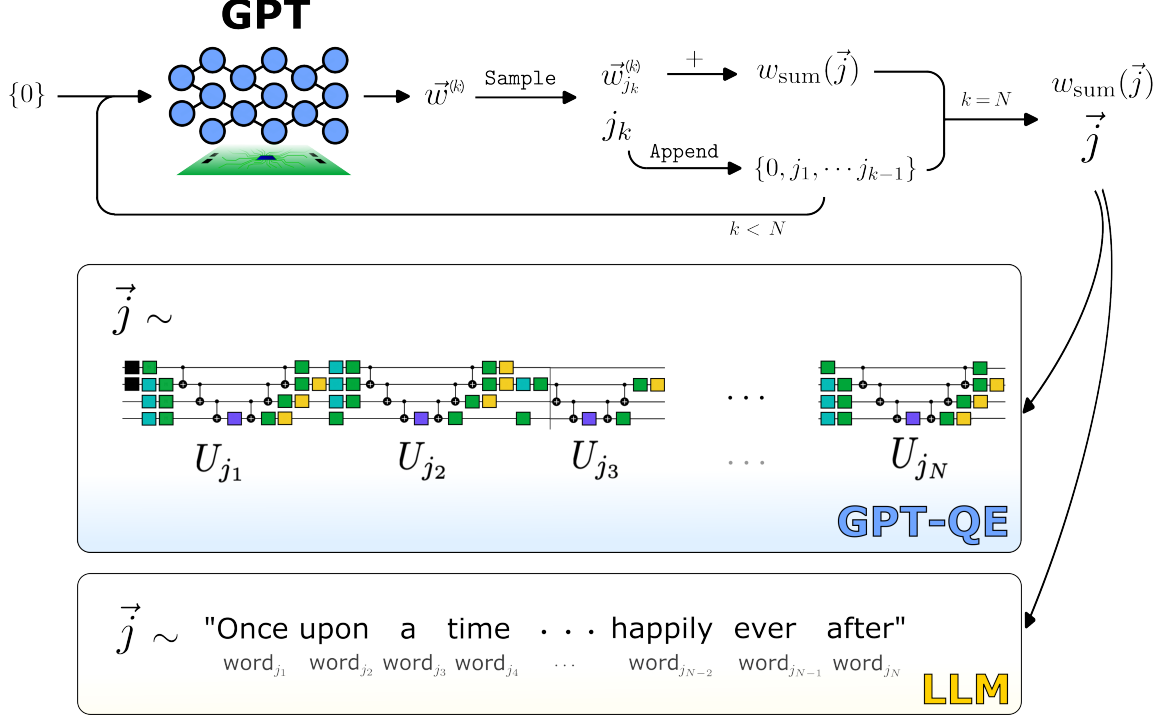 GPT
{0}
w⃗⁽ᵏ⁾
Sample
w⃗_{j_k}^{(k)}
+
w_sum(j⃗)
j_k
Append
{0, j_1, ⋯ j_{k−1}}
k < N
k = N
w_sum(j⃗)
j⃗
j⃗ ∼
...
U_{j_1} U_{j_2} U_{j_3} ... U_{j_N}
GPT-QE
j⃗ ∼ "Once upon a time ... happily ever after"
word_{j_1} word_{j_2} word_{j_3} word_{j_4} ... word_{j_{N−2}} word_{j_{N−1}} word_{j_N}
LLM